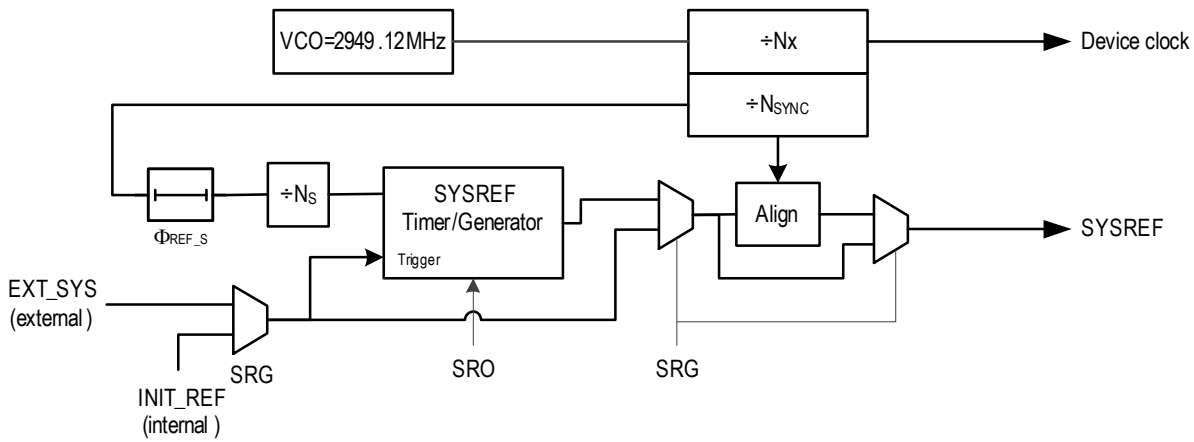 VCO=2949.12MHz
÷Nx
Device clock
÷NSYNC
÷NS
SYSREF
Timer/Generator
Trigger
ΦREF_S
Align
SYSREF
EXT_SYS
(external)
SRG
INIT_REF
(internal)
SRO
SRG